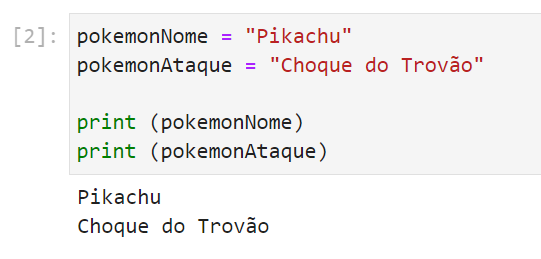 [2]: pokemonNome = "Pikachu"
pokemonAtaque = "Choque do Trovão"
print (pokemonNome)
print (pokemonAtaque)
Pikachu
Choque do Trovão